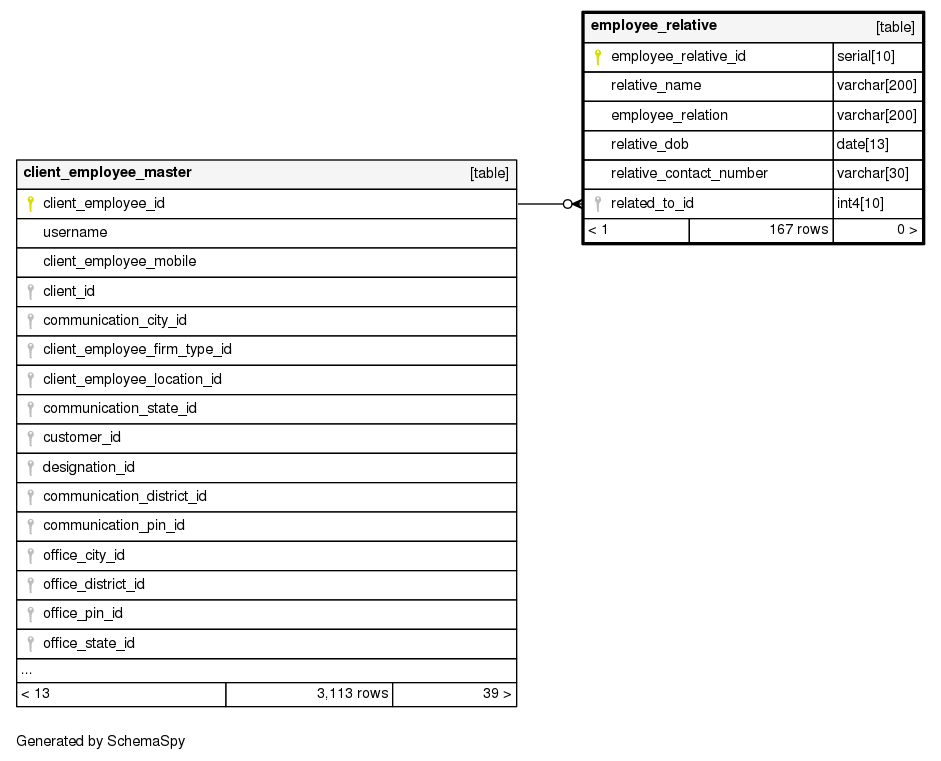 employee_relative [table]
employee_relative_id serial[10]
relative_name varchar[200]
employee_relation varchar[200]
relative_dob date[13]
relative_contact_number varchar[30]
related_to_id int4[10]
< 1 167 rows 0 >
client_employee_master [table]
client_employee_id
username
client_employee_mobile
client_id
communication_city_id
client_employee_firm_type_id
client_employee_location_id
communication_state_id
customer_id
designation_id
communication_district_id
communication_pin_id
office_city_id
office_district_id
office_pin_id
office_state_id
...
< 13 3,113 rows 39 >
Generated by SchemaSpy